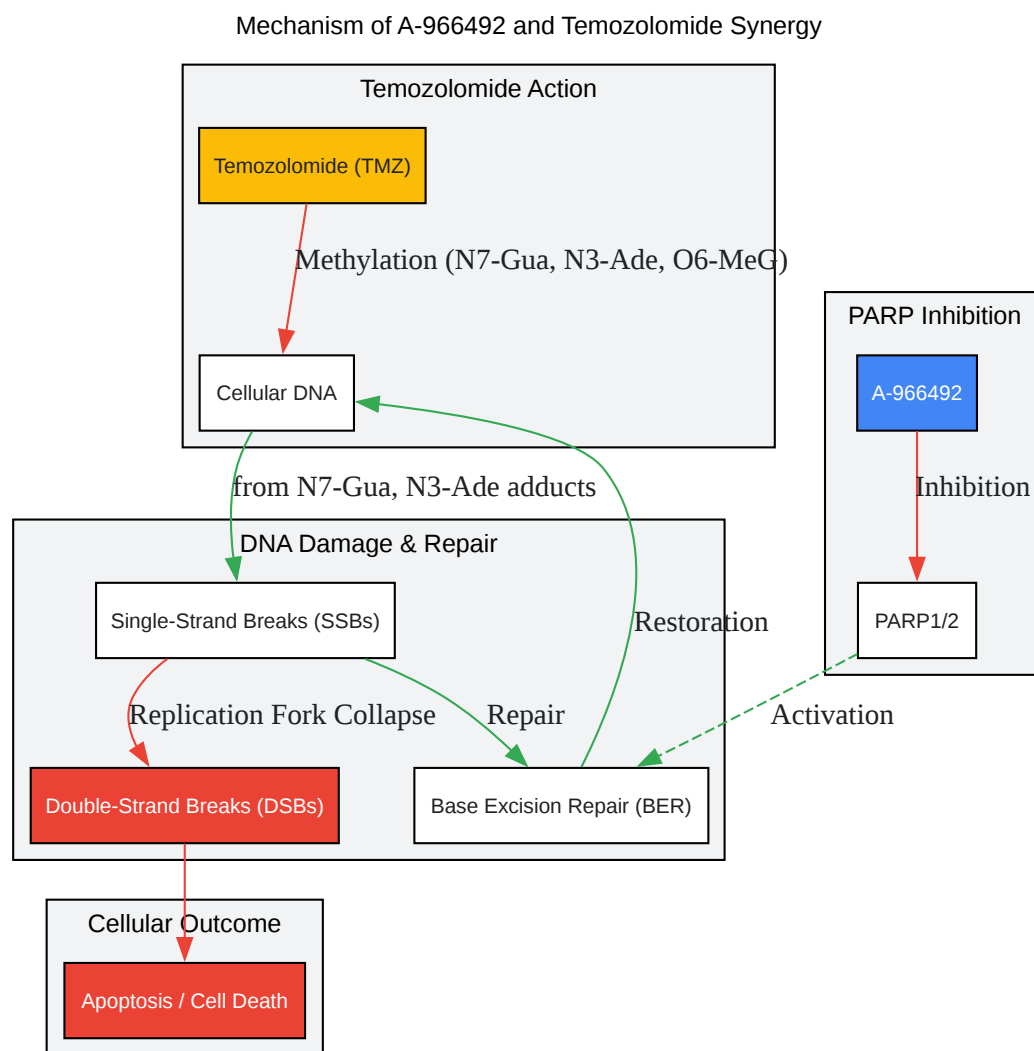 Mechanism of A-966492 and Temozolomide Synergy
Temozolomide Action
Temozolomide (TMZ)
Methylation (N7-Gua, N3-Ade, O6-MeG)
Cellular DNA
PARP Inhibition
A-966492
from N7-Gua, N3-Ade adducts
Inhibition
DNA Damage & Repair
Single-Strand Breaks (SSBs)
Restoration
PARP1/2
Replication Fork Collapse
Repair
Activation
Double-Strand Breaks (DSBs)
Base Excision Repair (BER)
Cellular Outcome
Apoptosis / Cell Death